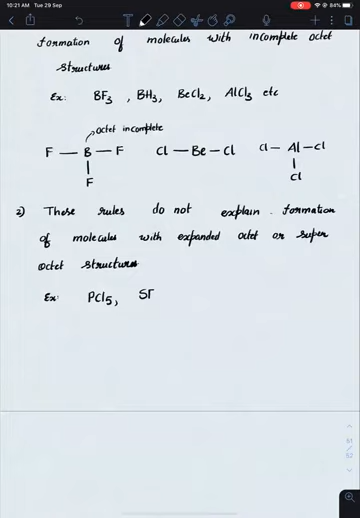 10:21 AM Tue 29 Sep
84%
formation of molecules with incomplete octet
structures
Ex: BF3, BH3, BeCl2, AlCl3 etc
octet incomplete
F — B — F Cl — Be — Cl Cl — Al — Cl
F Cl
2) These rules do not explain formation
of molecules with expanded octet or super
octet structures
Ex: PCl5, SF
51
52